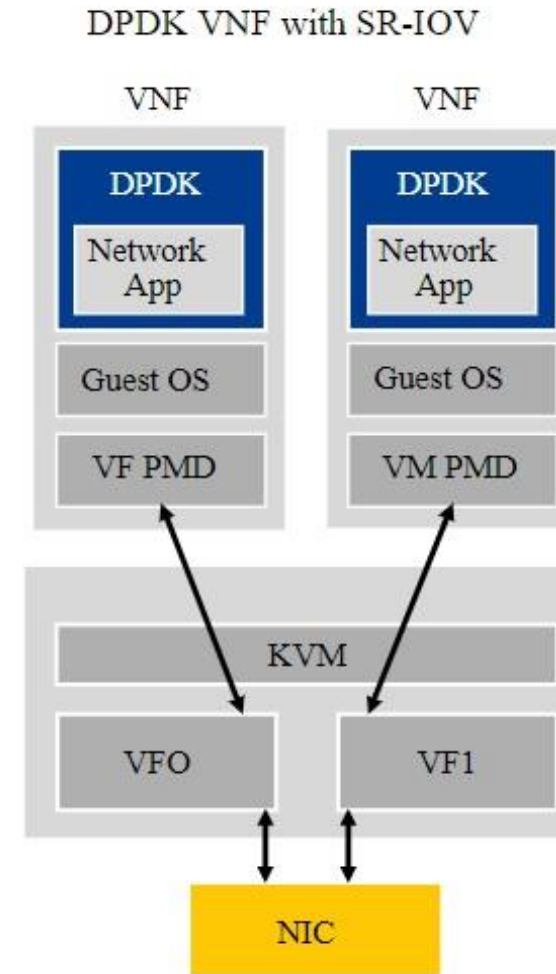 DPDK VNF with SR-IOV
VNF
VNF
DPDK
DPDK
Network
App
Network
App
Guest OS
Guest OS
VF PMD
VM PMD
KVM
VFO
VF1
NIC